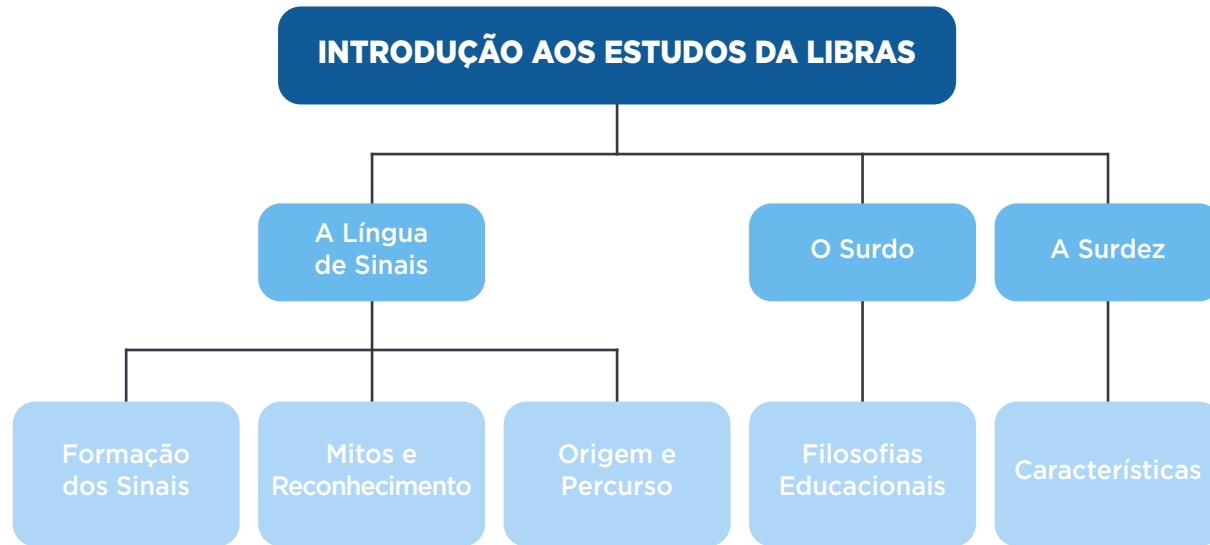 INTRODUÇÃO AOS ESTUDOS DA LIBRAS
A Língua
de Sinais
O Surdo
A Surdez
Formação
dos Sinais
Mitos e
Reconhecimento
Origem e
Percurso
Filosofias
Educacionais
Características